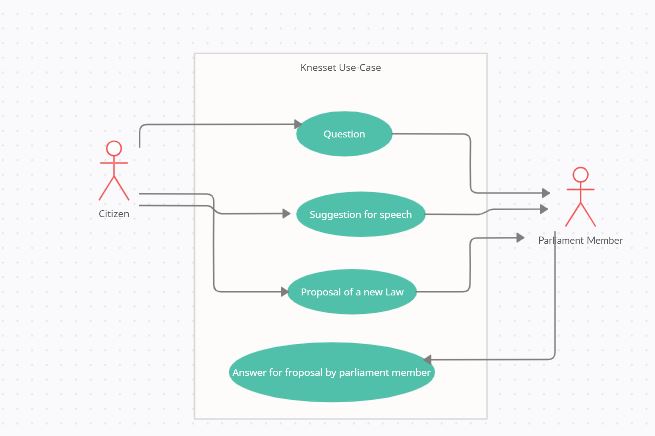 Knesset Use Case
Question
Citizen
Suggestion for speech
Parliament Member
Proposal of a new Law
Answer for froposal by parliament member